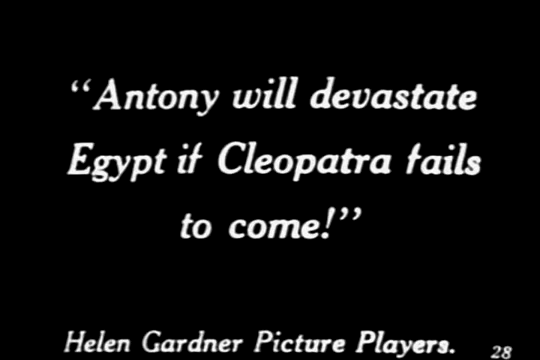 “Antony will devastate
Egypt if Cleopatra fails
to come!”
Helen Gardner Picture Players.
28